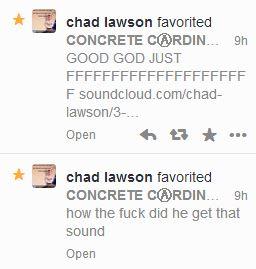 chad lawson favorited
CONCRETE CⒶRDIN... 9h
GOOD GOD JUST
FFFFFFFFFFFFFFFFFFFFF
F soundcloud.com/chad-
lawson/3-...
Open
chad lawson favorited
CONCRETE CⒶRDIN... 9h
how the fuck did he get that
sound
Open